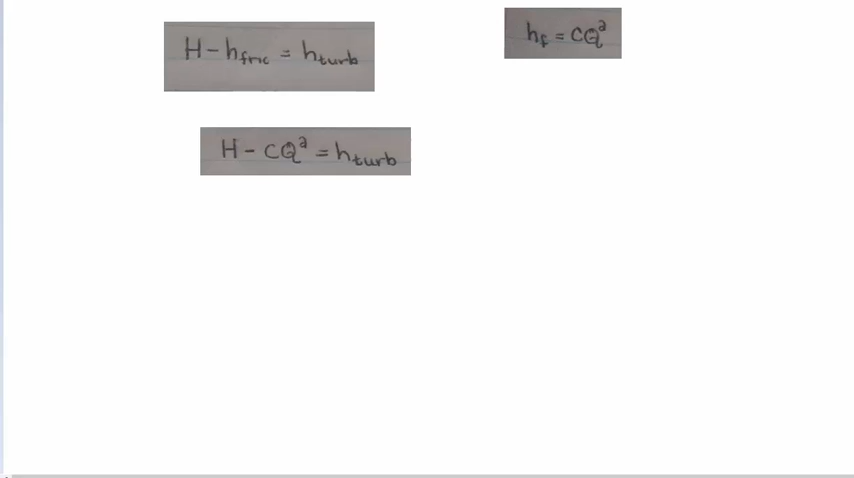 H - h_fric = h_turb
h_f = CQ²
H - CQ² = h_turb